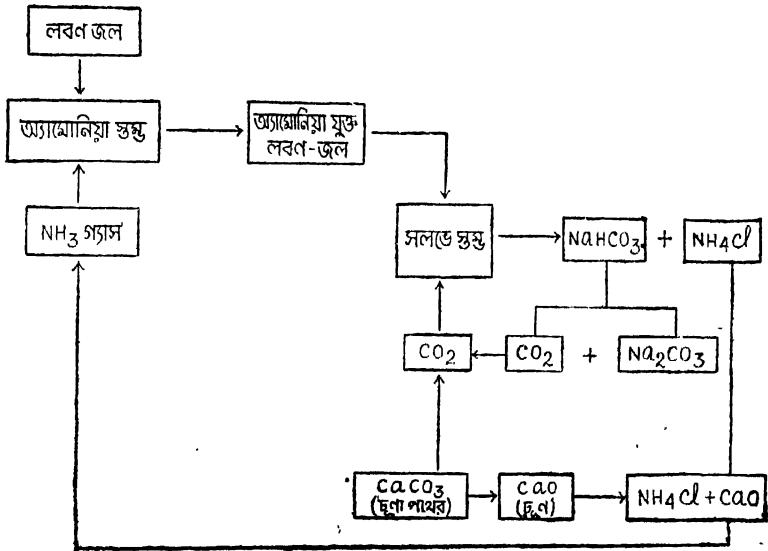 লবণ জল
অ্যামোনিয়া স্তম্ভ
অ্যামোনিয়া যুক্ত
লবণ-জল
NH3 গ্যাস
সলভে স্তম্ভ
NaHCO3 + NH4Cl
CO2
CO2 + Na2CO3
CaCO3
(চুণা পাথর)
CaO
(চুণ)
NH4Cl + CaO